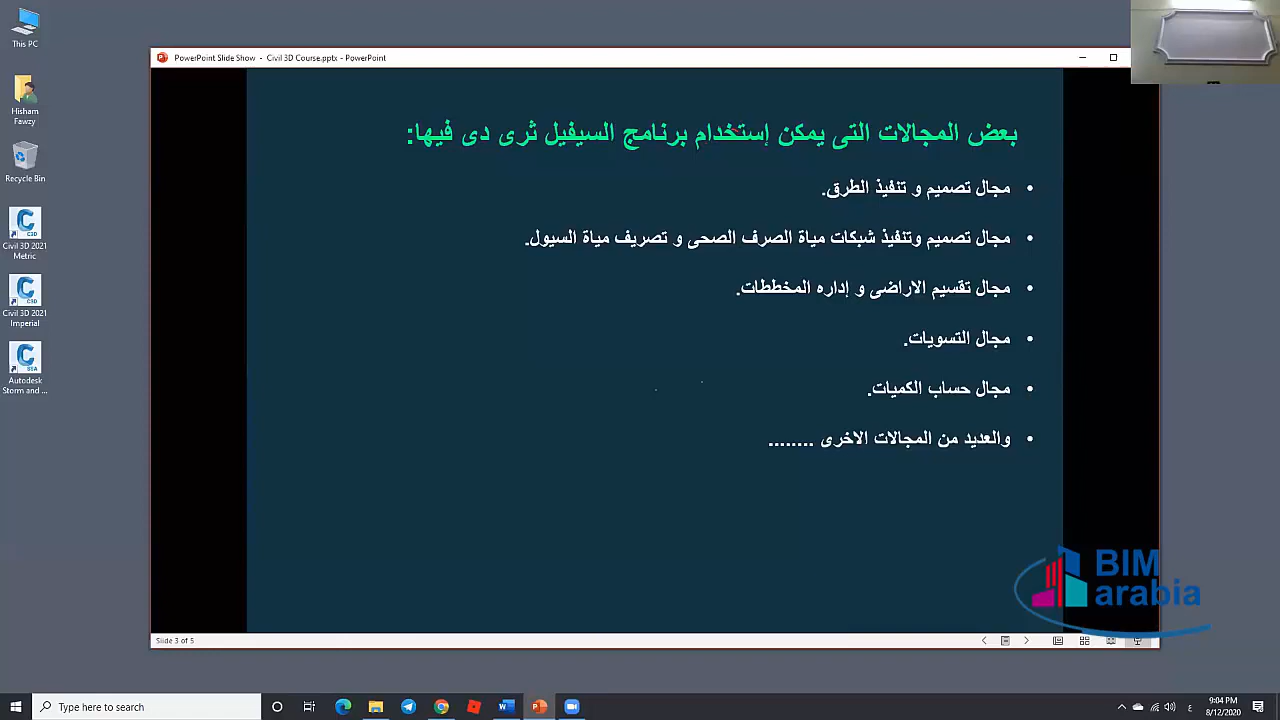 This PC
Hisham
Fawzy
Recycle Bin
C3D
Civil 3D 2021
Metric
C3D
Civil 3D 2021
Imperial
SSA
Autodesk
Storm and ...
PowerPoint Slide Show - Civil 3D Course.pptx - PowerPoint
بعض المجالات التى يمكن إستخدام برنامج السيفيل ثرى دى فيها:
• مجال تصميم و تنفيذ الطرق.
• مجال تصميم وتنفيذ شبكات مياة الصرف الصحى و تصريف مياة السيول.
• مجال تقسيم الاراضى و إداره المخططات.
• مجال التسويات.
• مجال حساب الكميات.
• والعديد من المجالات الاخرى ........
BIM
arabia
Slide 3 of 5
Type here to search
ع
9:04 PM
8/12/2020